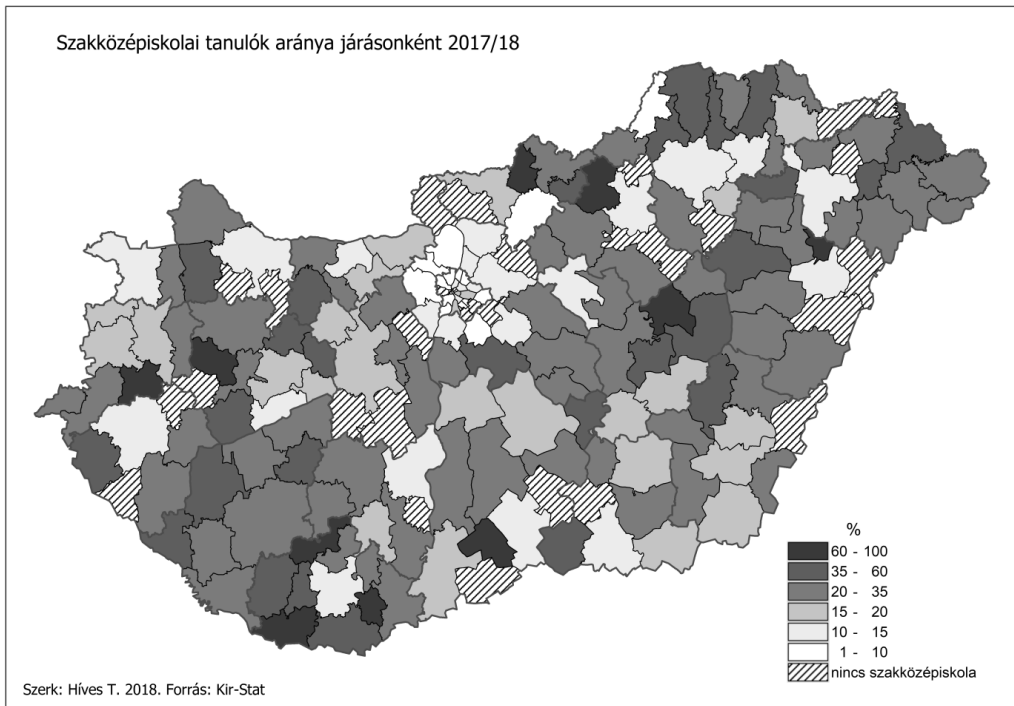 Szakközépiskolai tanulók aránya járásonként 2017/18
%
60 - 100
35 - 60
20 - 35
15 - 20
10 - 15
1 - 10
nincs szakközépiskola
Szerk: Híves T. 2018. Forrás: Kir-Stat